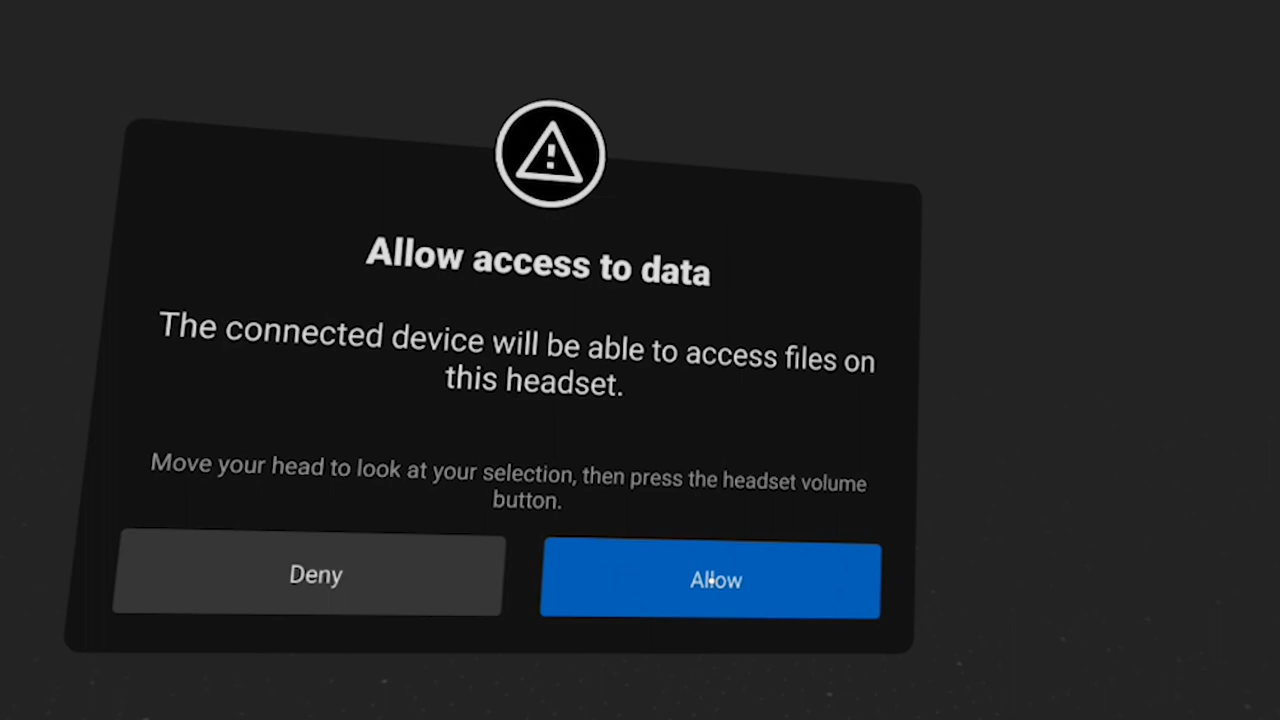 Allow access to data
The connected device will be able to access files on
this headset.
Move your head to look at your selection, then press the headset volume
button.
Deny
Allow